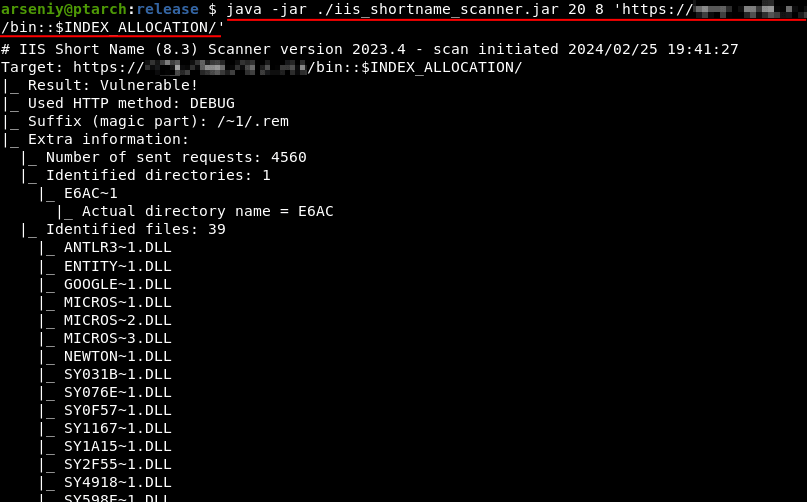 arseniy@ptarch:release $ java -jar ./iis_shortname_scanner.jar 20 8 'https://
/bin::$INDEX_ALLOCATION/'
# IIS Short Name (8.3) Scanner version 2023.4 - scan initiated 2024/02/25 19:41:27
Target: https:///bin::$INDEX_ALLOCATION/
|_ Result: Vulnerable!
|_ Used HTTP method: DEBUG
|_ Suffix (magic part): /~1/.rem
|_ Extra information:
|_ Number of sent requests: 4560
|_ Identified directories: 1
|_ E6AC~1
|_ Actual directory name = E6AC
|_ Identified files: 39
|_ ANTLR3~1.DLL
|_ ENTITY~1.DLL
|_ GOOGLE~1.DLL
|_ MICROS~1.DLL
|_ MICROS~2.DLL
|_ MICROS~3.DLL
|_ NEWTON~1.DLL
|_ SY031B~1.DLL
|_ SY076E~1.DLL
|_ SY0F57~1.DLL
|_ SY1167~1.DLL
|_ SY1A15~1.DLL
|_ SY2F55~1.DLL
|_ SY4918~1.DLL
|_ SY598E~1.DLL